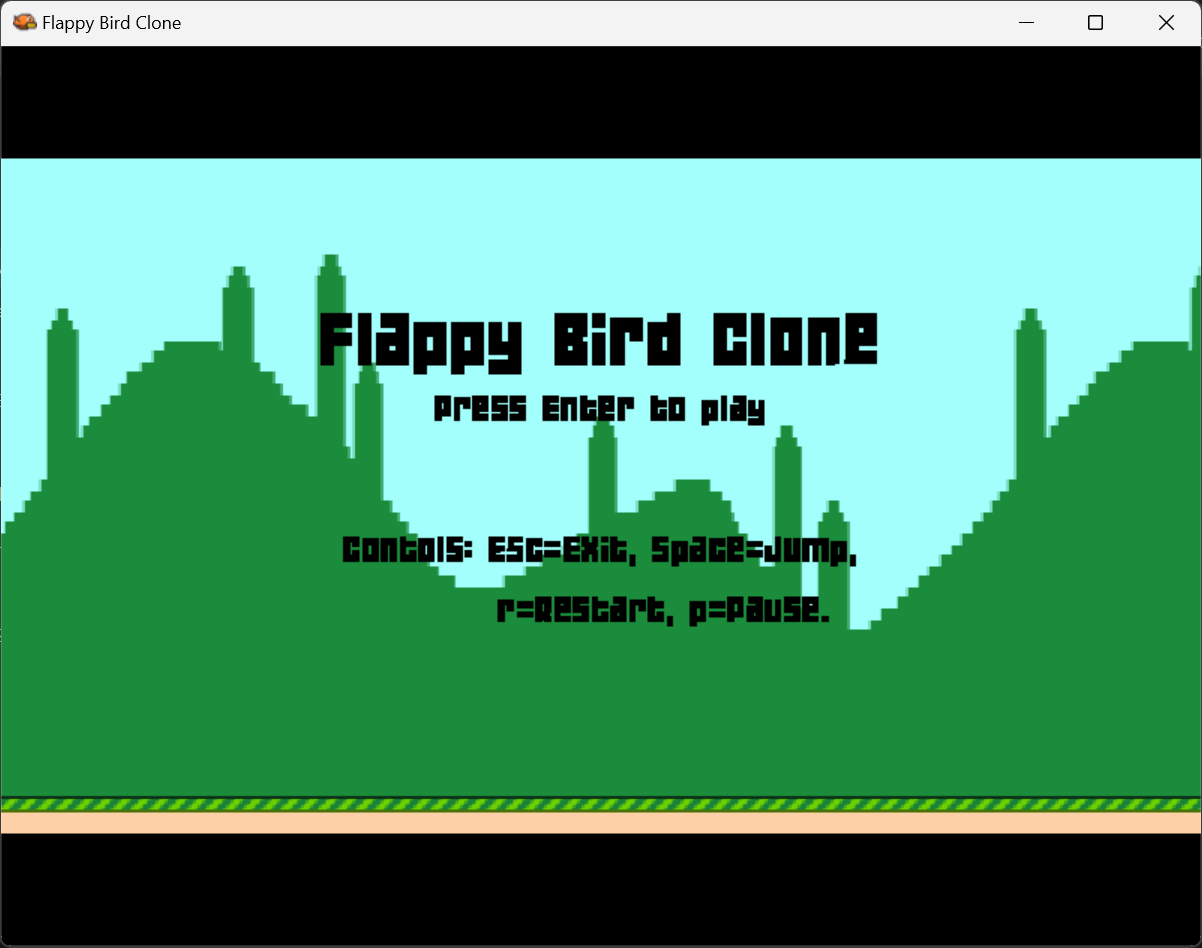 Flappy Bird Clone
Flappy Bird Clone
Press Enter to play
Contols: Esc=Exit, Space=Jump,
r=Restart, p=Pause.